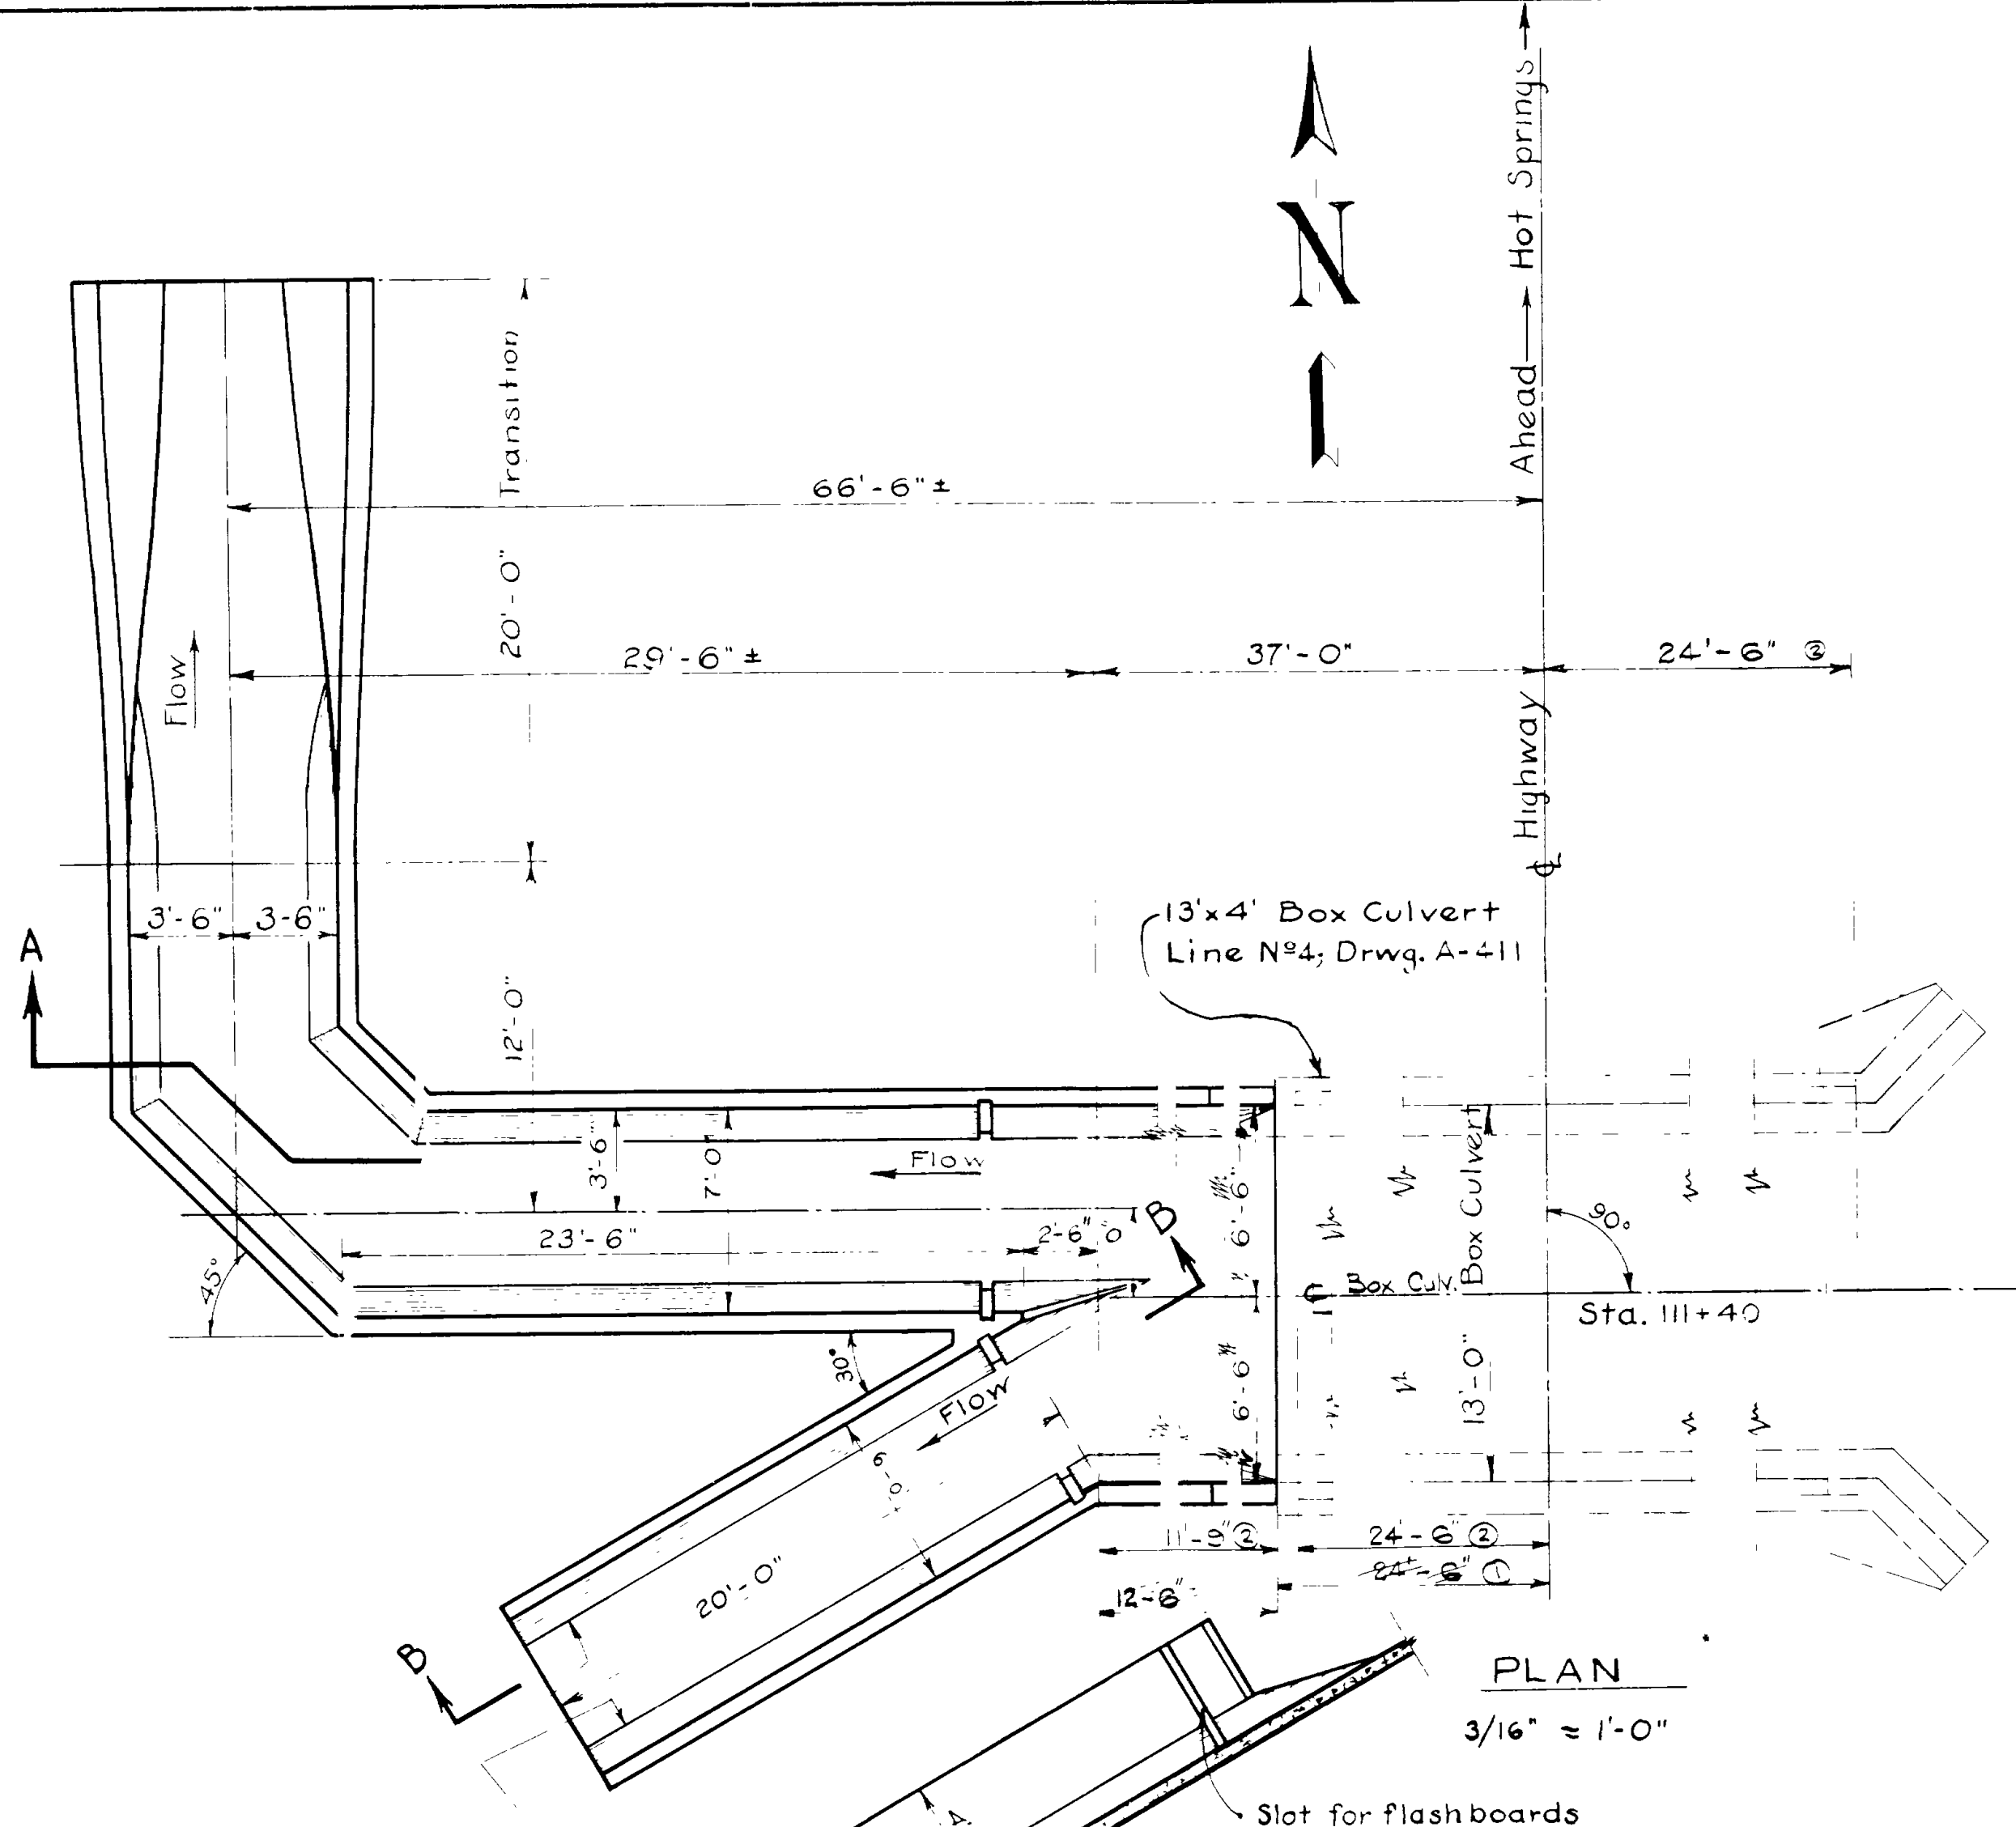 Ahead → Hot Springs →
N
Transition
66'-6" ±
20'-0"
29'-6" ±
37'-0"
24'-6" ②
Flow
℄ Highway
3'-6"
3-6"
13'x4' Box Culvert
Line Nº4; Drwg. A-411
A
12'-0"
3'-6"
7'-0"
Flow
6'-6"
Box Culvert
90°
B
23'-6"
2'-6"
45°
Box Culv.
Sta. 111+40
30°
Flow
6'-6"
13'-0"
20'-0"
11'-9" ②
24'-6" ②
24'-6" ①
12'-6"
B
PLAN
3/16" = 1'-0"
Slot for flashboards